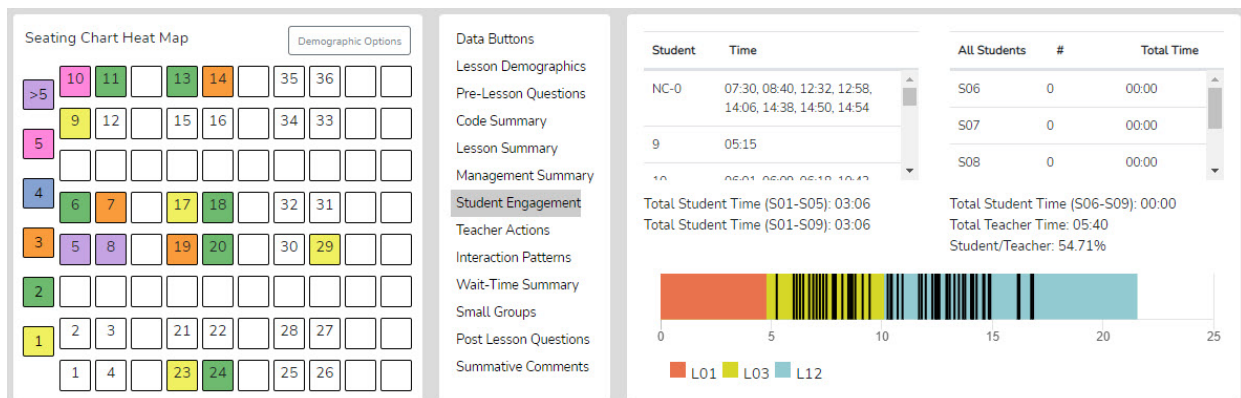 Seating Chart Heat Map
Demographic Options
>5
10 11 13 14 35 36
9 12 15 16 34 33
5
4
6 7 17 18 32 31
3
5 8 19 20 30 29
2
2 3 21 22 28 27
1
1 4 23 24 25 26
Data Buttons
Lesson Demographics
Pre-Lesson Questions
Code Summary
Lesson Summary
Management Summary
Student Engagement
Teacher Actions
Interaction Patterns
Wait-Time Summary
Small Groups
Post Lesson Questions
Summative Comments
Student Time
NC-0 07:30, 08:40, 12:32, 12:58,
14:06, 14:38, 14:50, 14:54
9 05:15
Total Student Time (S01-S05): 03:06
Total Student Time (S01-S09): 03:06
All Students # Total Time
S06 0 00:00
S07 0 00:00
S08 0 00:00
Total Student Time (S06-S09): 00:00
Total Teacher Time: 05:40
Student/Teacher: 54.71%
0 5 10 15 20 25
L01 L03 L12